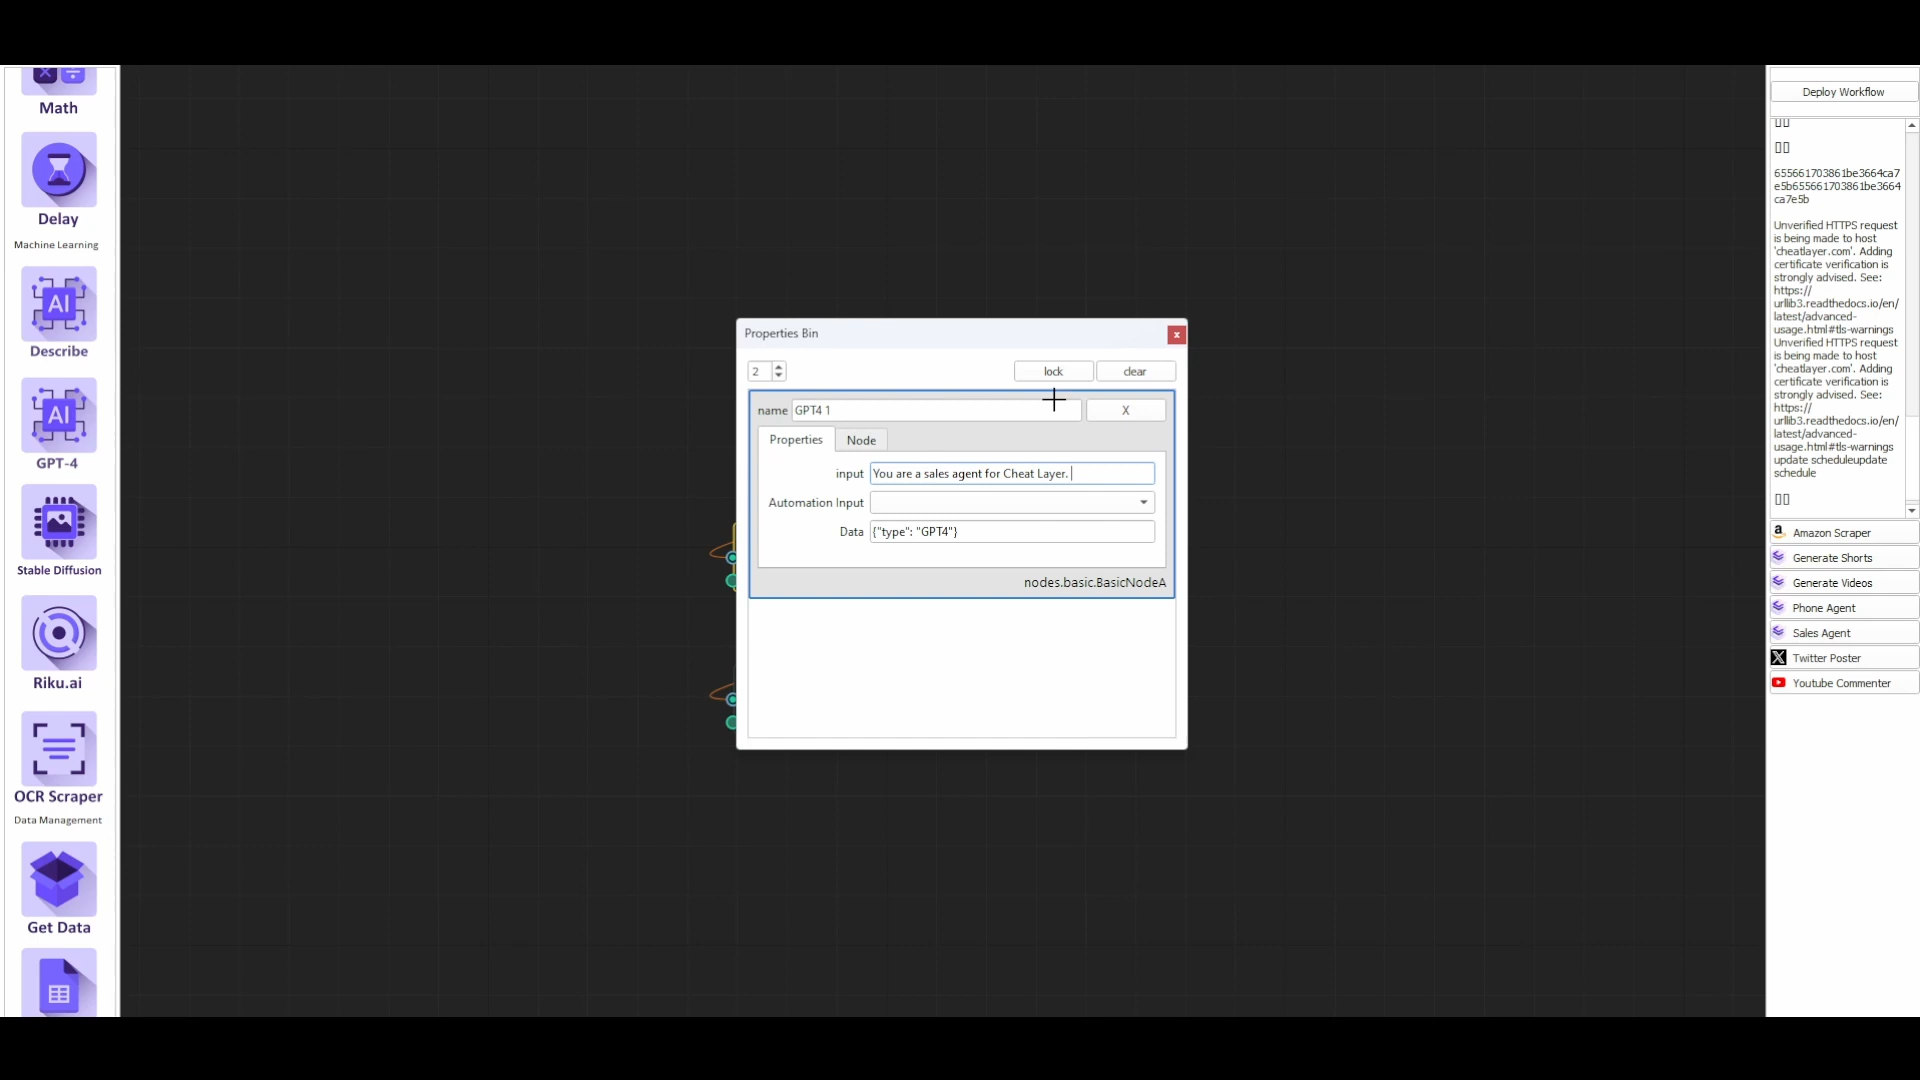 Math
Delay
Machine Learning
AI
Describe
AI
GPT-4
Stable Diffusion
Riku.ai
OCR Scraper
Data Management
Get Data
Properties Bin
x
2
lock
clear
name
GPT4 1
X
Properties
Node
input
You are a sales agent for Cheat Layer.
Automation Input
Data
{"type": "GPT4"}
nodes.basic.BasicNodeA
Deploy Workflow
655661703861be3664ca7
e5b655661703861be3664
ca7e5b
Unverified HTTPS request
is being made to host
'cheatlayer.com'. Adding
certificate verification is
strongly advised. See:
https://
urllib3.readthedocs.io/en/
latest/advanced-
usage.html#tls-warnings
Unverified HTTPS request
is being made to host
'cheatlayer.com'. Adding
certificate verification is
strongly advised. See:
https://
urllib3.readthedocs.io/en/
latest/advanced-
usage.html#tls-warnings
update scheduleupdate
schedule
Amazon Scraper
Generate Shorts
Generate Videos
Phone Agent
Sales Agent
Twitter Poster
Youtube Commenter